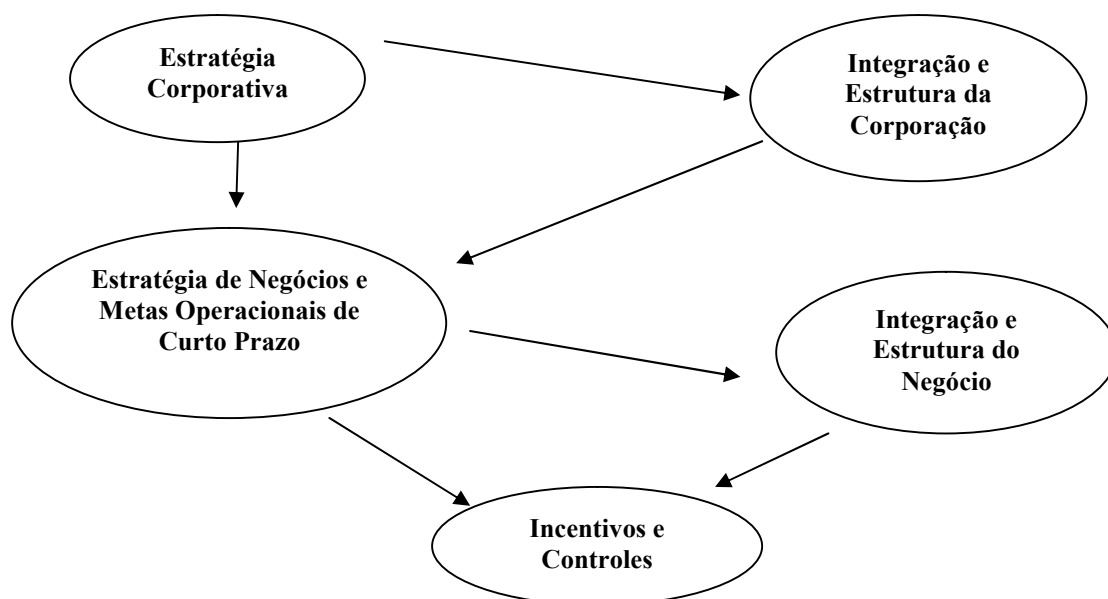 Estratégia
Corporativa
Integração e
Estrutura da
Corporação
Estratégia de Negócios e
Metas Operacionais de
Curto Prazo
Integração e
Estrutura do
Negócio
Incentivos e
Controles